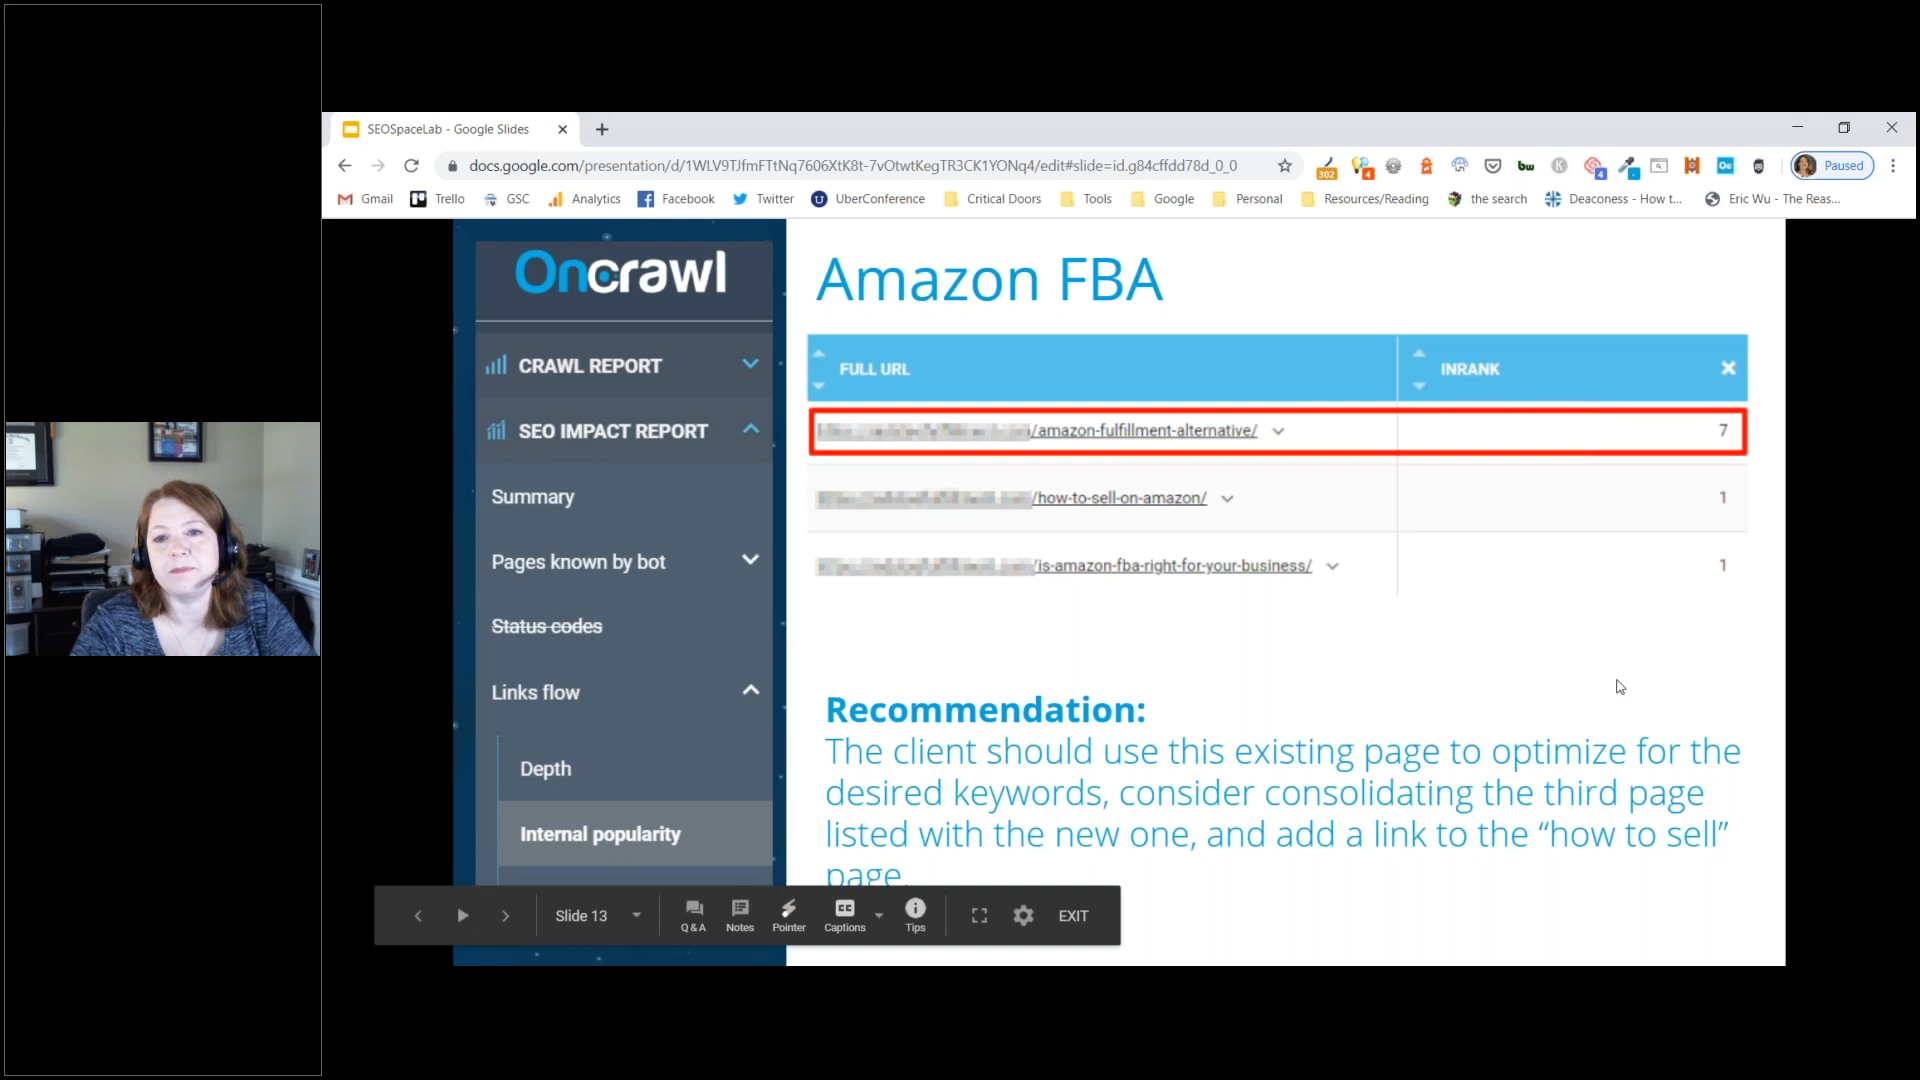 SEOSpaceLab - Google Slides
docs.google.com/presentation/d/1WLV9TJfmFTtNq7606XtK8t-7vOtwtKegTR3CK1YONq4/edit#slide=id.g84cffdd78d_0_0
302
4
bw
K
4
Oc
Paused
Gmail
Trello
GSC
Analytics
Facebook
Twitter
UberConference
Critical Doors
Tools
Google
Personal
Resources/Reading
the search
Deaconess - How t...
Eric Wu - The Reas...
Oncrawl
CRAWL REPORT
SEO IMPACT REPORT
Summary
Pages known by bot
Status codes
Links flow
Depth
Internal popularity
Amazon FBA
FULL URL INRANK
/amazon-fulfillment-alternative/ 7
/how-to-sell-on-amazon/ 1
/is-amazon-fba-right-for-your-business/ 1
Recommendation:
The client should use this existing page to optimize for the
desired keywords, consider consolidating the third page
listed with the new one, and add a link to the “how to sell”
page.
Slide 13
Q & A
Notes
Pointer
CC
Captions
Tips
EXIT